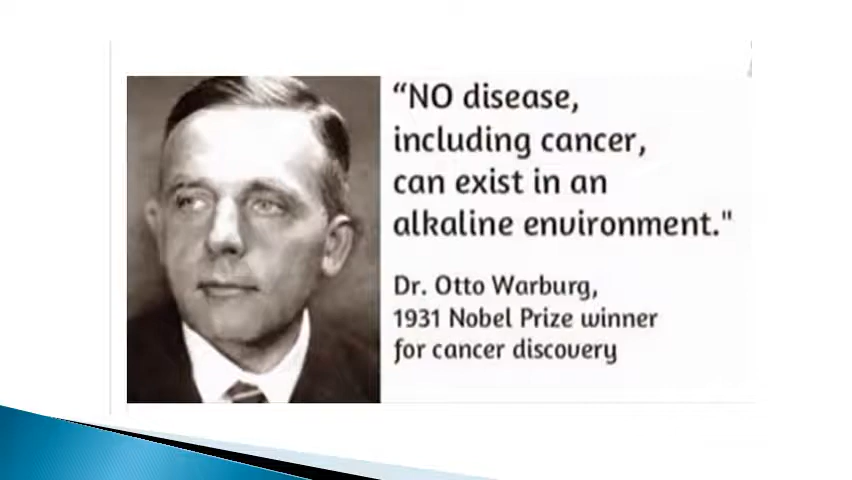 “NO disease,
including cancer,
can exist in an
alkaline environment."
Dr. Otto Warburg,
1931 Nobel Prize winner
for cancer discovery